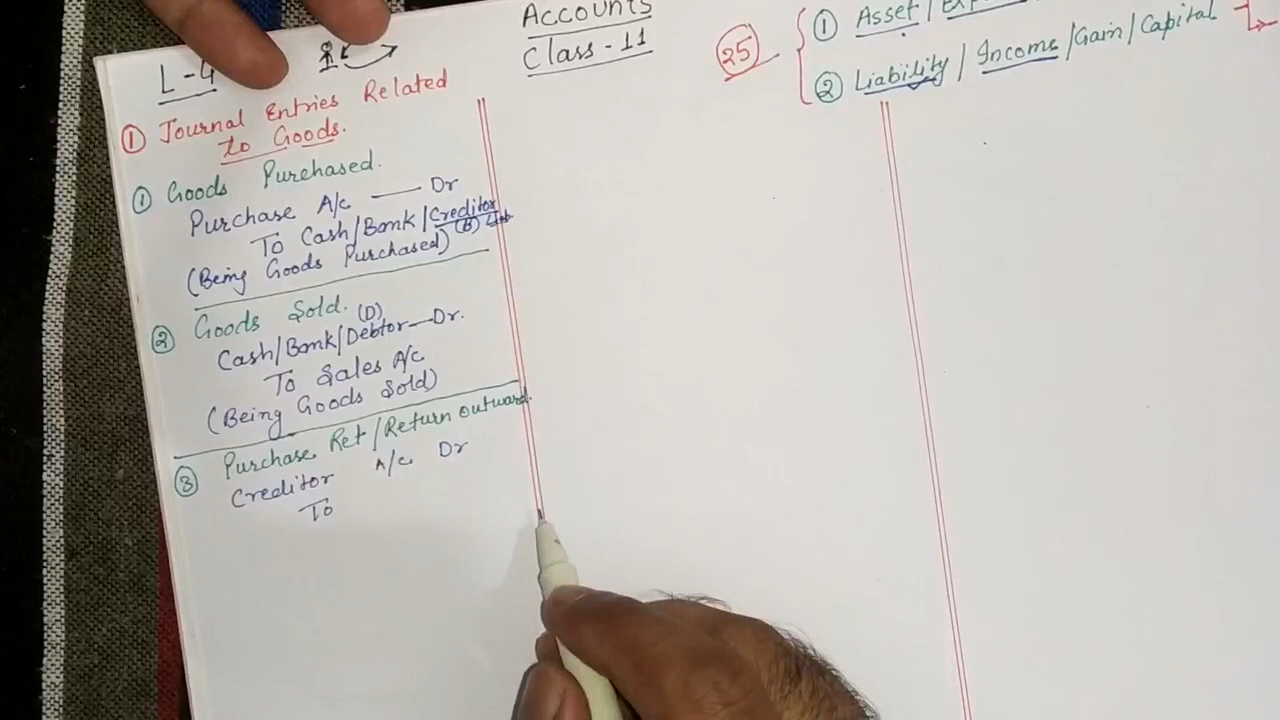 Accounts
Class-11
L-4
① Journal Entries Related
to Goods.
① Goods Purchased.
Purchase A/c —— Dr
To Cash/Bank/Creditor
(Being Goods Purchased)
② Goods Sold. (D)
Cash/Bank/Debtor—Dr.
To Sales A/c
(Being Goods Sold)
③ Purchase Ret/Return outward.
Creditor A/c Dr
To
25
① Asset/
② Liability/Income/Gain/Capital